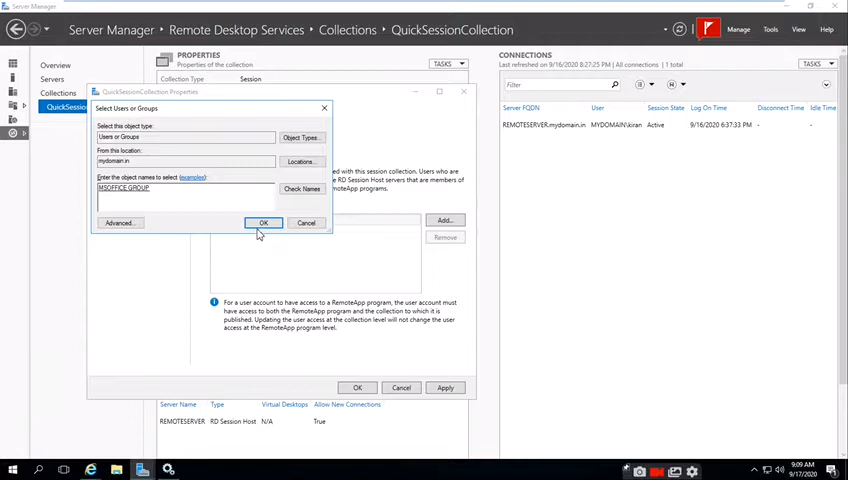 Server Manager
Server Manager ▸ Remote Desktop Services ▸ Collections ▸ QuickSessionCollection
Manage Tools View Help
Overview
Servers
Collections
QuickSess
PROPERTIES
Properties of the collection
TASKS
Collection Type Session
CONNECTIONS
Last refreshed on 9/16/2020 8:27:25 PM | All connections | 1 total
TASKS
Filter
Server FQDN User Session State Log On Time Disconnect Time Idle Time
REMOTESERVER.mydomain.in MYDOMAIN\kiran Active 9/16/2020 6:37:33 PM - -
QuickSessionCollection Properties
Select Users or Groups
Select this object type:
Users or Groups
Object Types...
From this location:
mydomain.in
Locations...
Enter the object names to select (examples):
MSOFFICE GROUP
Check Names
Advanced...
OK
Cancel
ed with this session collection. Users who are
e RD Session Host servers that are members of
RemoteApp programs.
Add...
Remove
For a user account to have access to a RemoteApp program, the user account must
have access to both the RemoteApp program and the collection to which it is
published. Updating the user access at the collection level will not change the user
access at the RemoteApp program level.
OK
Cancel
Apply
Server Name Type Virtual Desktops Allow New Connections
REMOTESERVER RD Session Host N/A True
9:09 AM
9/17/2020